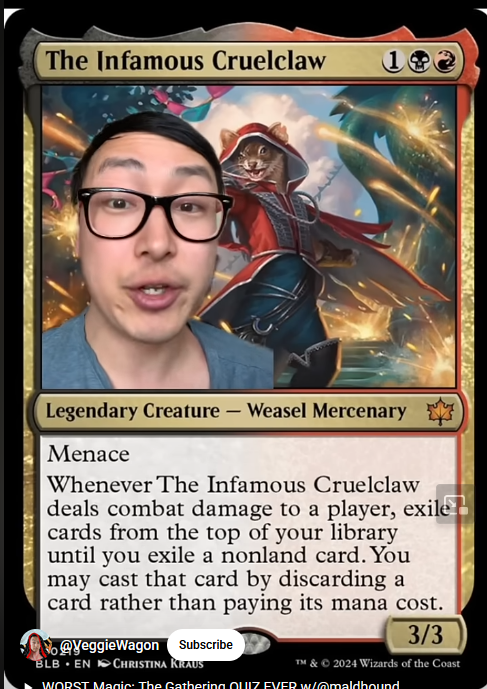 The Infamous Cruelclaw
1
Legendary Creature — Weasel Mercenary
Menace
Whenever The Infamous Cruelclaw
deals combat damage to a player, exile
cards from the top of your library
until you exile a nonland card. You
may cast that card by discarding a
card rather than paying its mana cost.
3/3
@VeggieWagon
Subscribe
BLB • EN CHRISTINA KRAUS
™ & © 2024 Wizards of the Coast
WORST Magic: The Gathering QUIZ EVER w/@maldhound